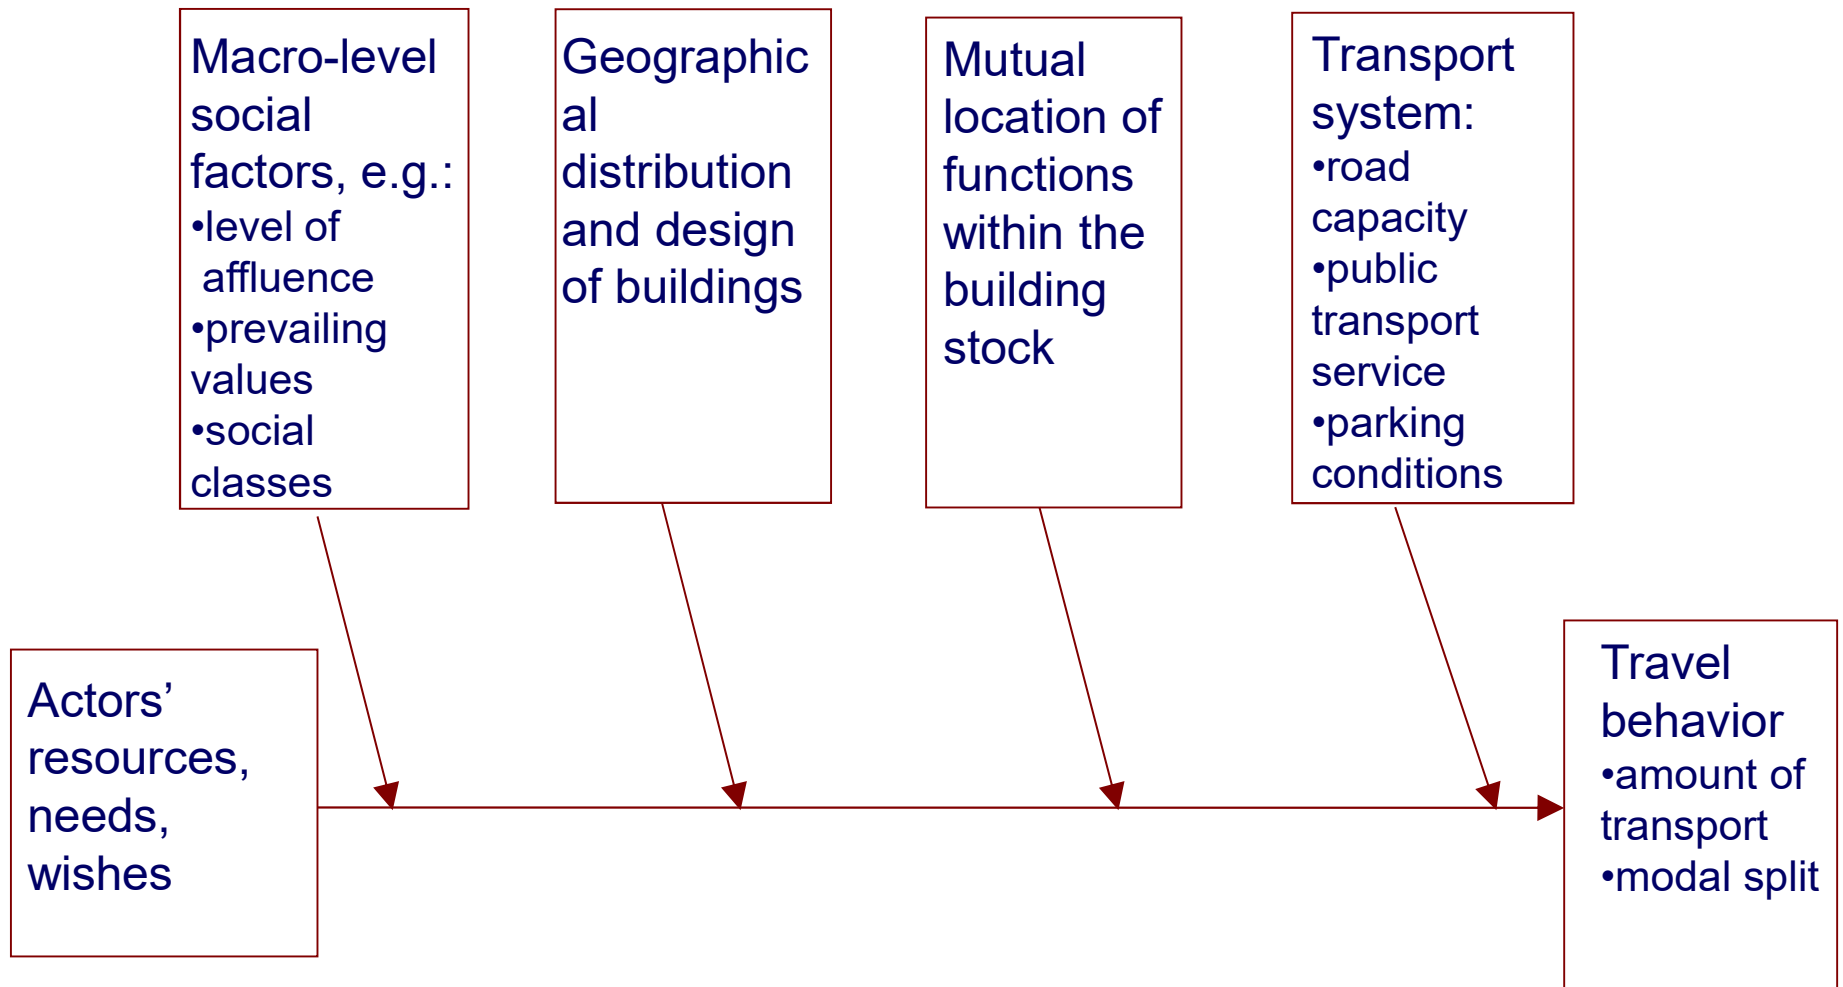 Macro-level
social
factors, e.g.:
•level of
affluence
•prevailing
values
•social
classes
Geographic
al
distribution
and design
of buildings
Mutual
location of
functions
within the
building
stock
Transport
system:
•road
capacity
•public
transport
service
•parking
conditions
Actors’
resources,
needs,
wishes
Travel
behavior
•amount of
transport
•modal split